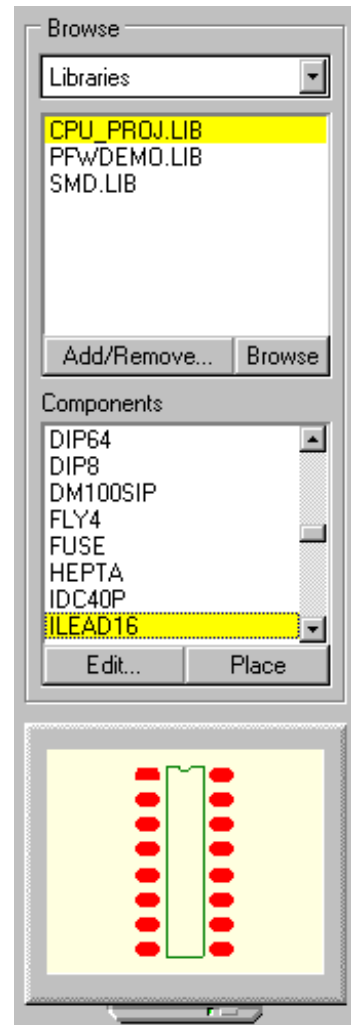 Browse
Libraries
CPU_PROJ.LIB
PFWDEMO.LIB
SMD.LIB
Add/Remove... Browse
Components
DIP64
DIP8
DM100SIP
FLY4
FUSE
HEPTA
IDC40P
ILEAD16
Edit... Place